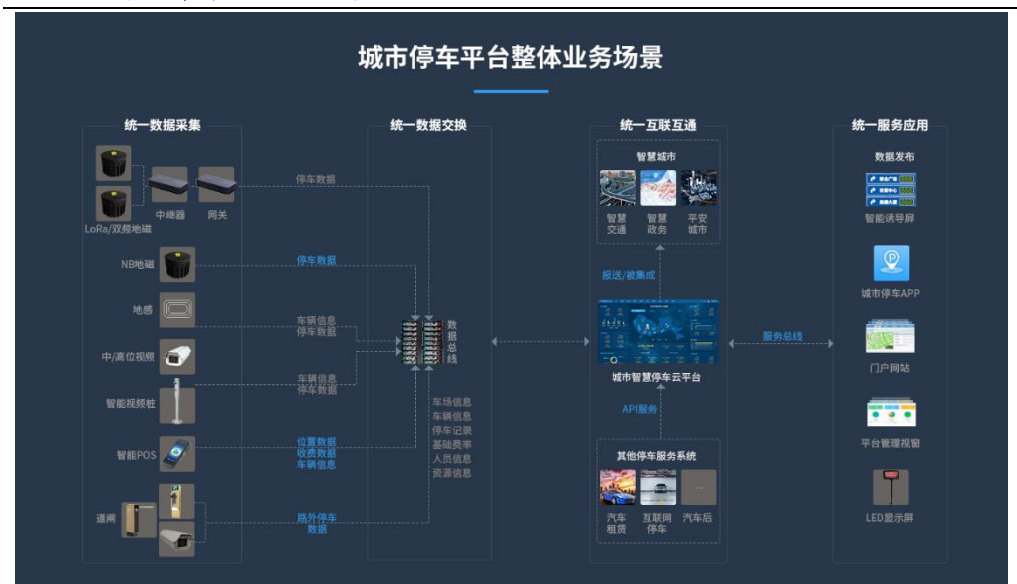 城市停车平台整体业务场景
统一数据采集
统一数据交换
统一互联互通
统一服务应用
中继器
网关
LoRa/双频地磁
NB地磁
地感
中/高位视频
智能视频桩
智能POS
道闸
停车数据
停车数据
车辆信息
停车数据
车辆信息
停车数据
位置数据
收费数据
车辆信息
路外停车
数据
数据总线
车场信息
车辆信息
停车记录
基础费率
人员信息
资源信息
智慧城市
智慧
交通
智慧
政务
平安
城市
报送/被集成
城市智慧停车云平台
API服务
其他停车服务系统
汽车
租赁
互联网
停车
汽车后
服务总线
数据发布
智能诱导屏
城市停车APP
门户网站
平台管理视窗
LED显示屏